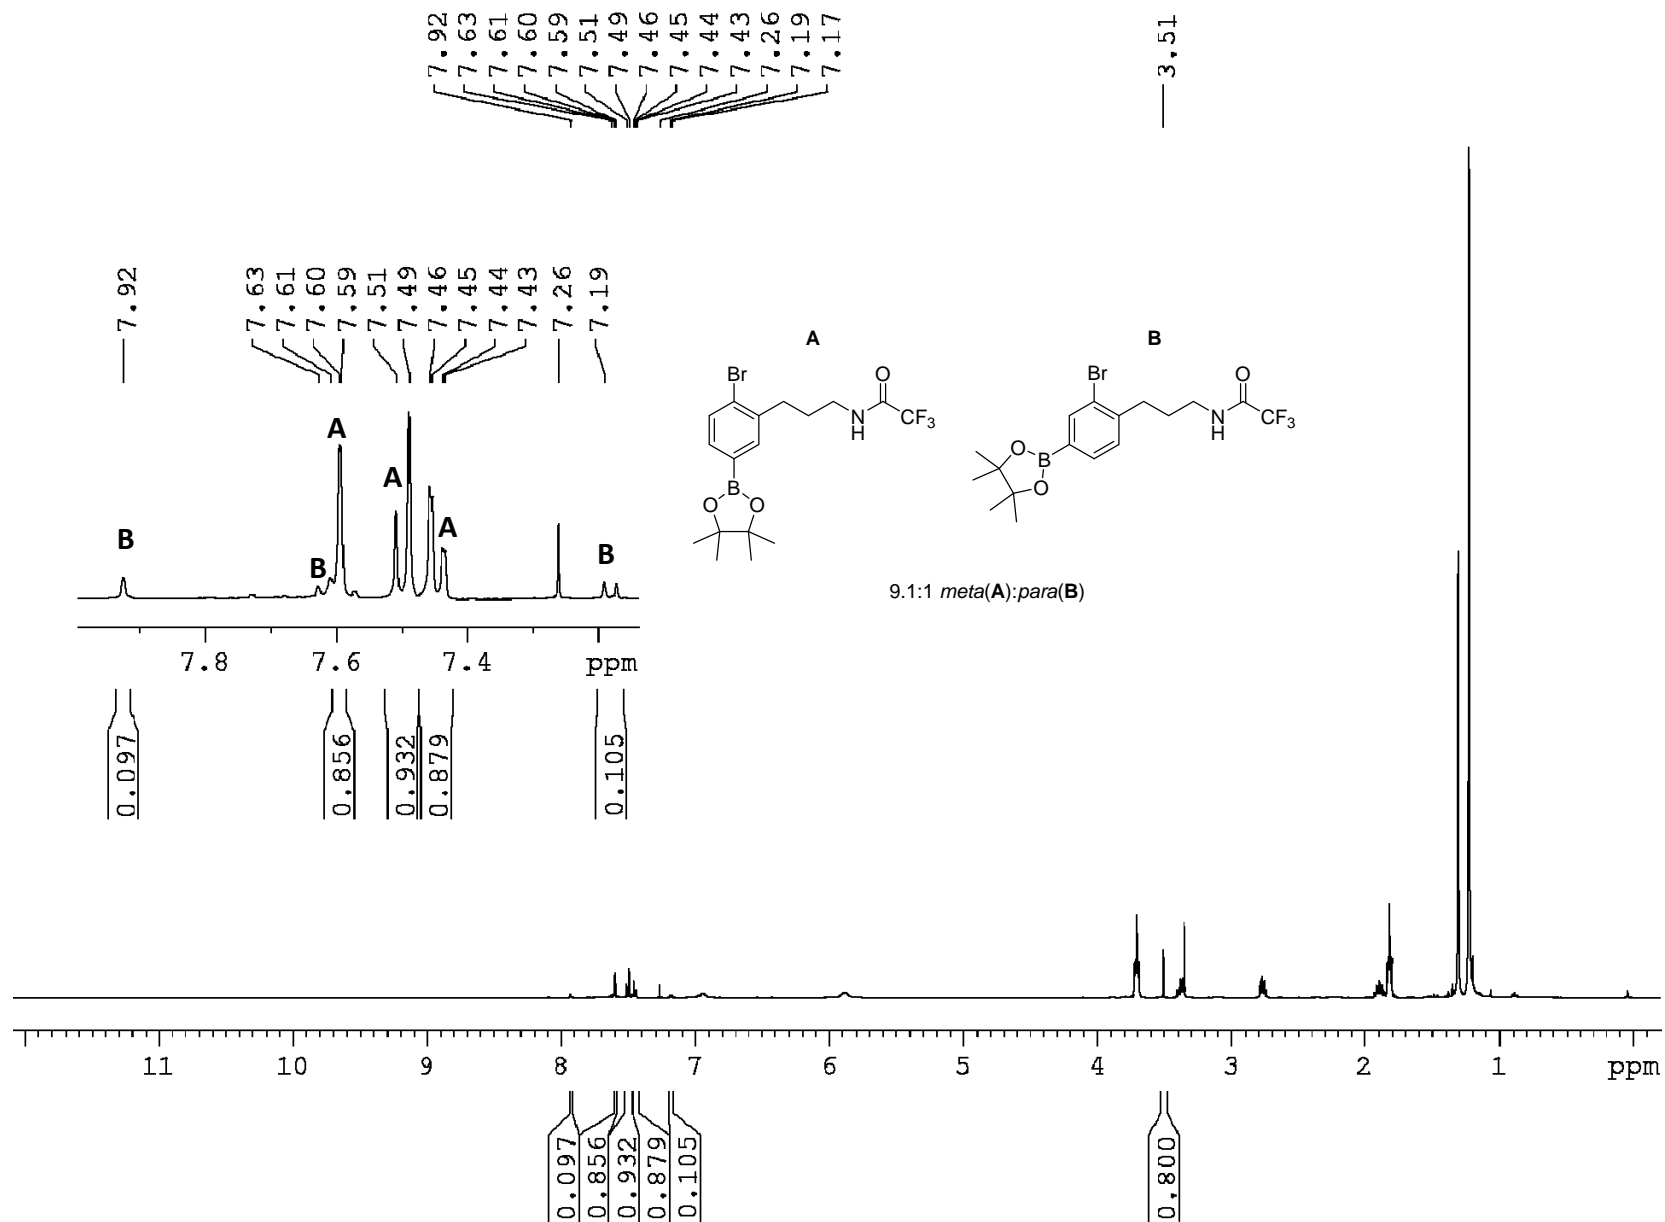 7.92
7.63
7.61
7.60
7.59
7.51
7.49
7.46
7.45
7.44
7.43
7.26
7.19
7.17
3.51
7.92
7.63
7.61
7.60
7.59
7.51
7.49
7.46
7.45
7.44
7.43
7.26
7.19
A
B
Br
O
N
H
CF3
B
O
O
Br
O
N
H
CF3
O
B
O
9.1:1 meta(A):para(B)
B
B
A
A
A
B
7.8 7.6 7.4 ppm
0.097
0.856
0.932
0.879
0.105
11 10 9 8 7 6 5 4 3 2 1 ppm
0.097
0.856
0.932
0.879
0.105
0.800